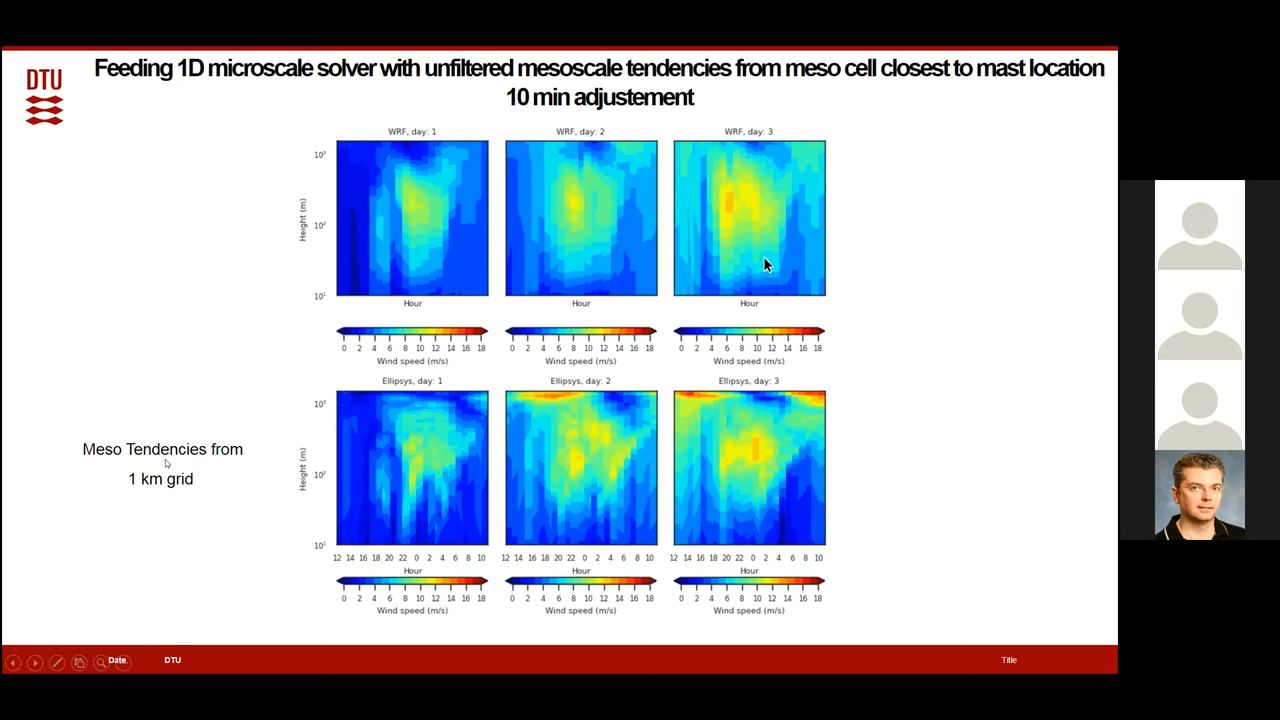 DTU
Feeding 1D microscale solver with unfiltered mesoscale tendencies from meso cell closest to mast location
10 min adjustement
WRF, day: 1
WRF, day: 2
WRF, day: 3
Height (m)
10³
10²
10¹
Hour
Hour
Hour
0 2 4 6 8 10 12 14 16 18
0 2 4 6 8 10 12 14 16 18
0 2 4 6 8 10 12 14 16 18
Wind speed (m/s)
Wind speed (m/s)
Wind speed (m/s)
Ellipsys, day: 1
Ellipsys, day: 2
Ellipsys, day: 3
Meso Tendencies from
1 km grid
Height (m)
10³
10²
10¹
12 14 16 18 20 22 0 2 4 6 8 10
12 14 16 18 20 22 0 2 4 6 8 10
12 14 16 18 20 22 0 2 4 6 8 10
Hour
Hour
Hour
0 2 4 6 8 10 12 14 16 18
0 2 4 6 8 10 12 14 16 18
0 2 4 6 8 10 12 14 16 18
Wind speed (m/s)
Wind speed (m/s)
Wind speed (m/s)
Date
DTU
Title